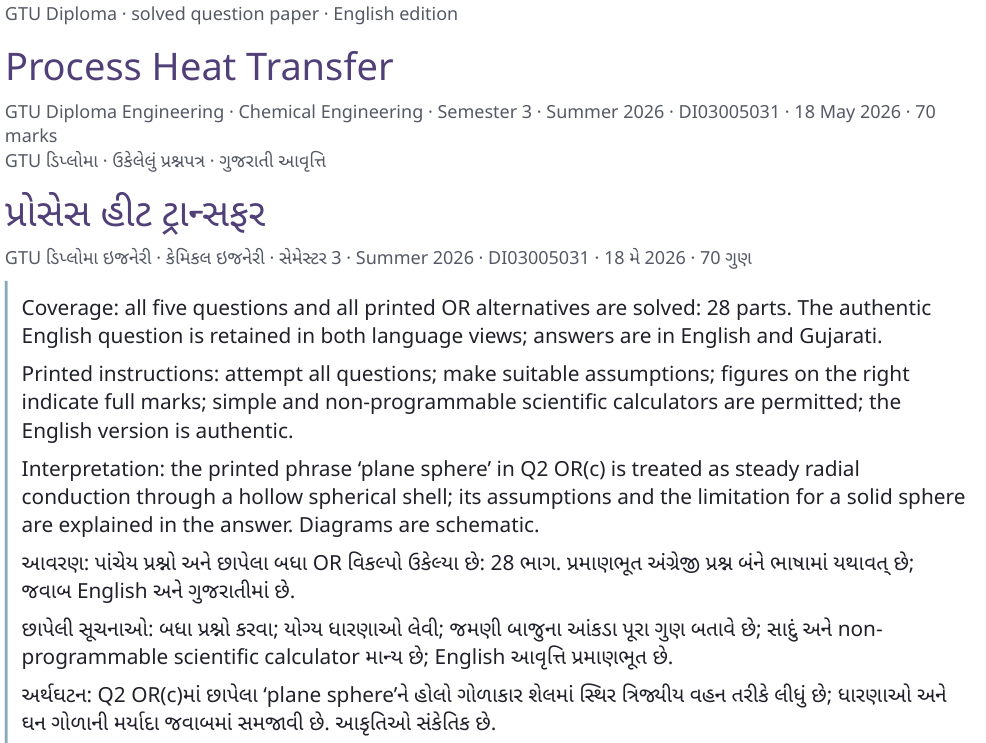 GTU Diploma · solved question paper · English edition
Process Heat Transfer
GTU Diploma Engineering · Chemical Engineering · Semester 3 · Summer 2026 · DI03005031 · 18 May 2026 · 70
marks
GTU ડિપ્લોમા · ઉકેલેલું પ્રશ્નપત્ર · ગુજરાતી આવૃત્તિ
પ્રોસેસ હીટ ટ્રાન્સફર
GTU ડિપ્લોમા ઇજનેરી · કેમિકલ ઇજનેરી · સેમેસ્ટર 3 · Summer 2026 · DI03005031 · 18 મે 2026 · 70 ગુણ
Coverage: all five questions and all printed OR alternatives are solved: 28 parts. The authentic
English question is retained in both language views; answers are in English and Gujarati.
Printed instructions: attempt all questions; make suitable assumptions; figures on the right
indicate full marks; simple and non-programmable scientific calculators are permitted; the
English version is authentic.
Interpretation: the printed phrase ‘plane sphere’ in Q2 OR(c) is treated as steady radial
conduction through a hollow spherical shell; its assumptions and the limitation for a solid sphere
are explained in the answer. Diagrams are schematic.
આવરણ: પાંચેય પ્રશ્નો અને છાપેલા બધા OR વિકલ્પો ઉકેલ્યા છે: 28 ભાગ. પ્રમાણભૂત અંગ્રેજી પ્રશ્ન બંને ભાષામાં યથાવત્ છે;
જવાબ English અને ગુજરાતીમાં છે.
છાપેલી સૂચનાઓ: બધા પ્રશ્નો કરવા; યોગ્ય ધારણાઓ લેવી; જમણી બાજુના આંકડા પૂરા ગુણ બતાવે છે; સાદું અને non-
programmable scientific calculator માન્ય છે; English આવૃત્તિ પ્રમાણભૂત છે.
અર્થઘટન: Q2 OR(c)માં છાપેલા ‘plane sphere’ને હોલો ગોળાકાર શેલમાં સ્થિર ત્રિજ્યીય વહન તરીકે લીધું છે; ધારણાઓ અને
ઘન ગોળાની મર્યાદા જવાબમાં સમજાવી છે. આકૃતિઓ સંકેતિક છે.